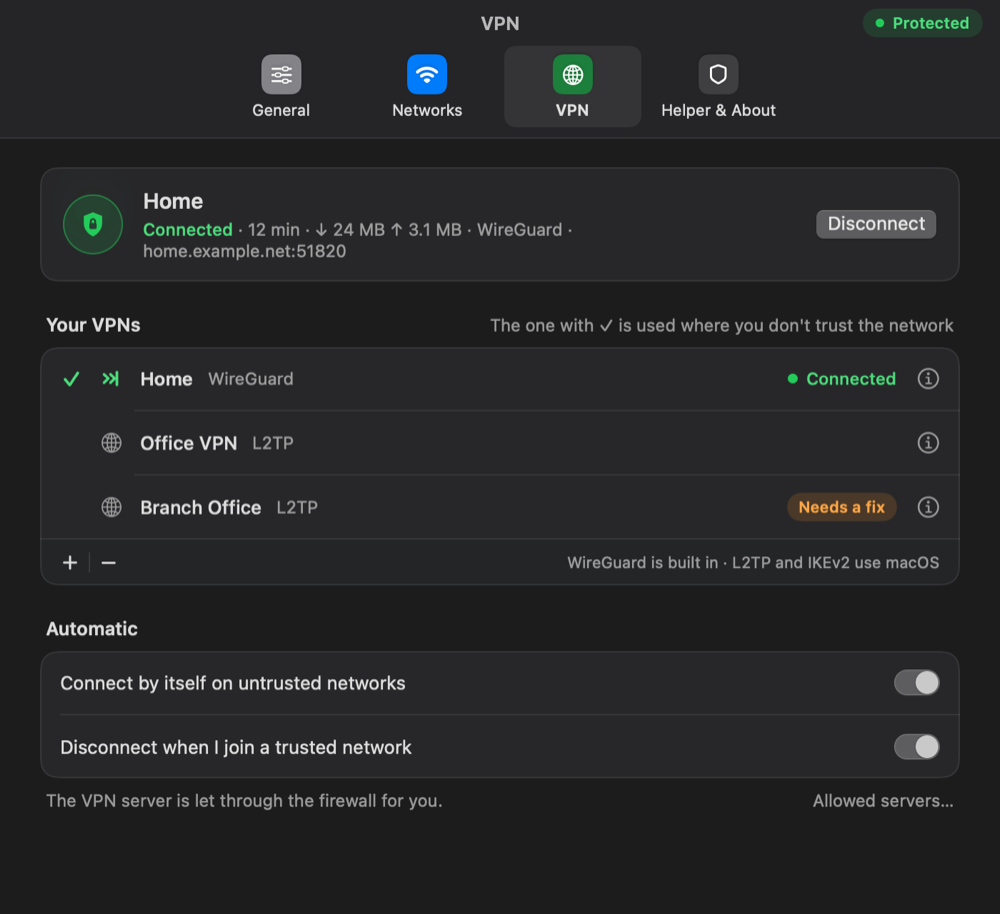 VPN
Protected
General
Networks
VPN
Helper & About
Home
Connected · 12 min · ↓ 24 MB ↑ 3.1 MB · WireGuard ·
home.example.net:51820
Disconnect
Your VPNs
The one with ✓ is used where you don't trust the network
Home WireGuard
Connected
Office VPN L2TP
Branch Office L2TP
Needs a fix
WireGuard is built in · L2TP and IKEv2 use macOS
Automatic
Connect by itself on untrusted networks
Disconnect when I join a trusted network
The VPN server is let through the firewall for you.
Allowed servers...